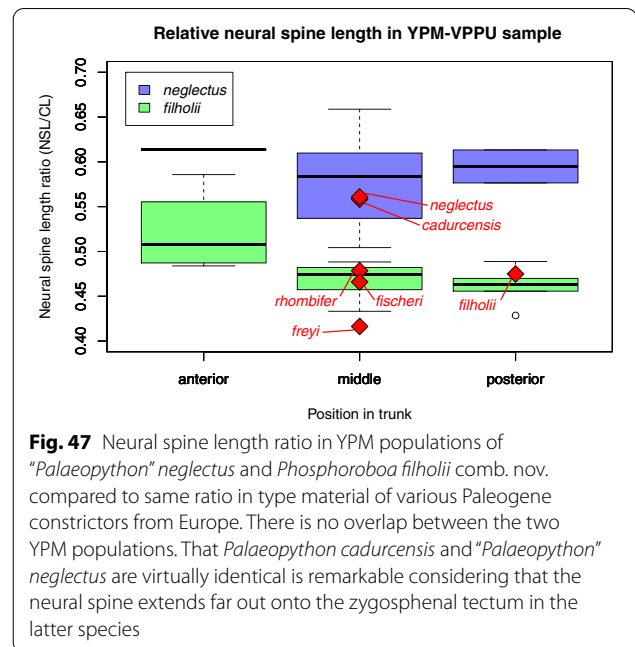 Relative neural spine length in YPM-VPPU sample
Neural spine length ratio (NSL/CL)
0.70
0.65
0.60
0.55
0.50
0.45
0.40
neglectus
filholii
neglectus
cadurcensis
rhombifer
fischeri
freyi
filholii
anterior
middle
posterior
Position in trunk
Fig. 47 Neural spine length ratio in YPM populations of
"Palaeopython" neglectus and Phosphoroboa filholii comb. nov.
compared to same ratio in type material of various Paleogene
constrictors from Europe. There is no overlap between the two
YPM populations. That Palaeopython cadurcensis and "Palaeopython"
neglectus are virtually identical is remarkable considering that the
neural spine extends far out onto the zygosphenal tectum in the
latter species